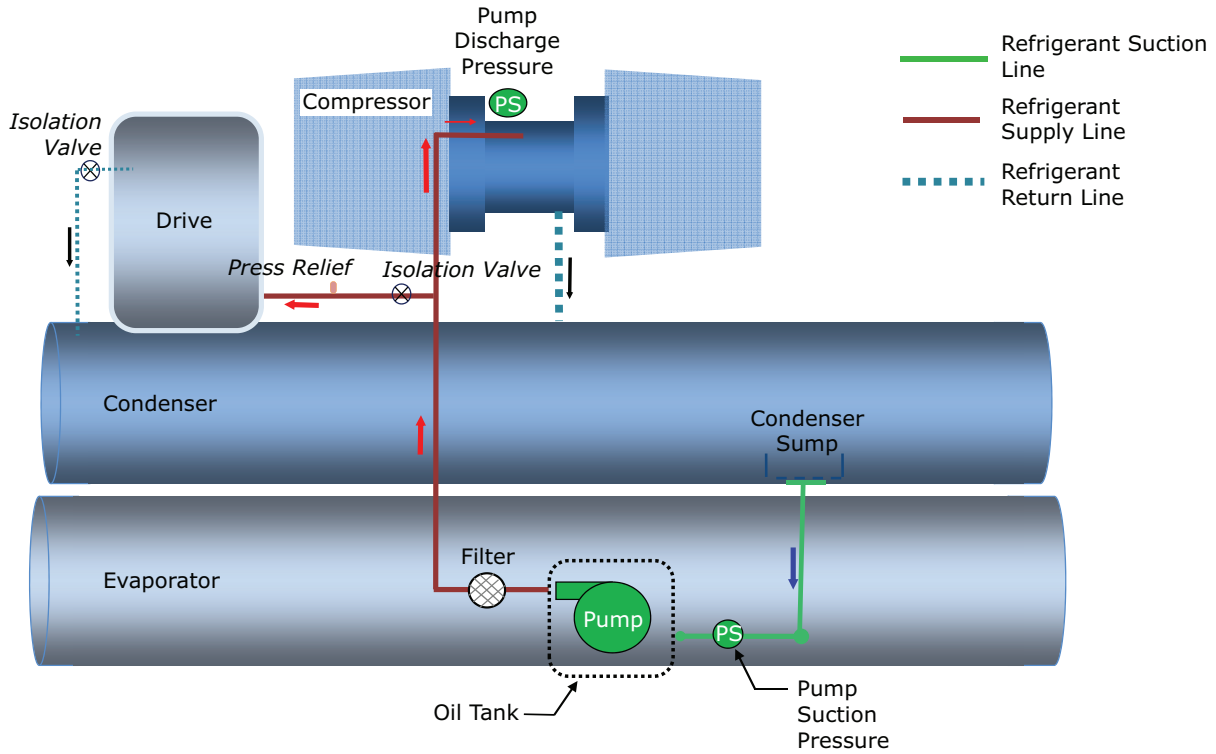 Pump
Discharge
Pressure
Refrigerant Suction
Line
Compressor
PS
Refrigerant
Supply Line
Isolation
Valve
Refrigerant
Return Line
Drive
Press Relief
Isolation Valve
Condenser
Condenser
Sump
Filter
Evaporator
Pump
PS
Oil Tank
Pump
Suction
Pressure